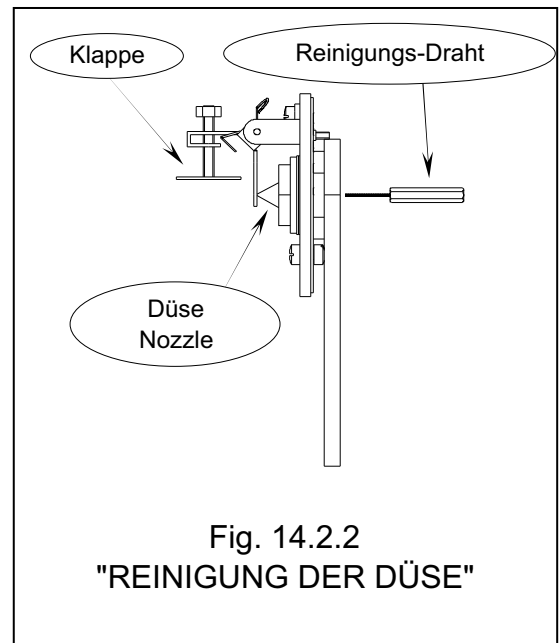 Klappe
Reinigungs-Draht
Düse
Nozzle
Fig. 14.2.2
"REINIGUNG DER DÜSE"